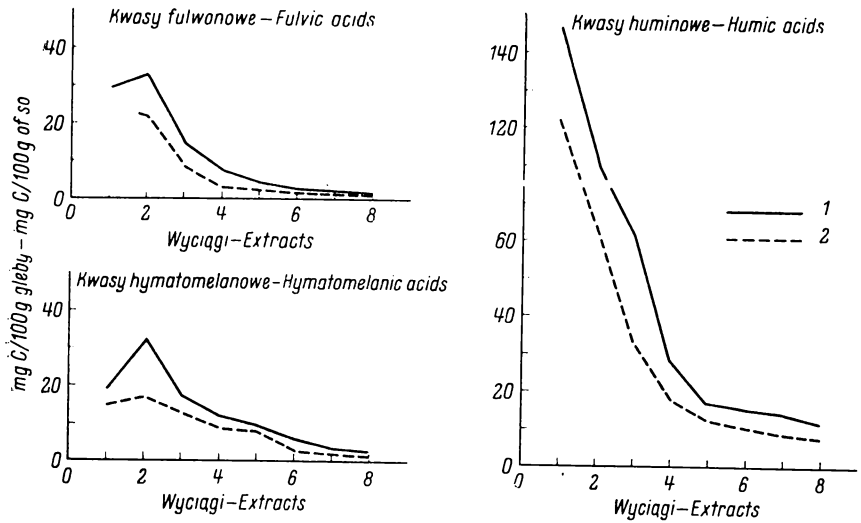 Kwasy fulwonowe – Fulvic acids
40
20
0
0 2 4 6 8
Wyciągi – Extracts
mg C/100g gleby – mg C/100g of so
Kwasy hymatomelanowe – Hymatomelanic acids
40
20
0
0 2 4 6 8
Wyciągi – Extracts
Kwasy huminowe – Humic acids
140
120
60
40
20
0
0 2 4 6 8
Wyciągi – Extracts
1
2